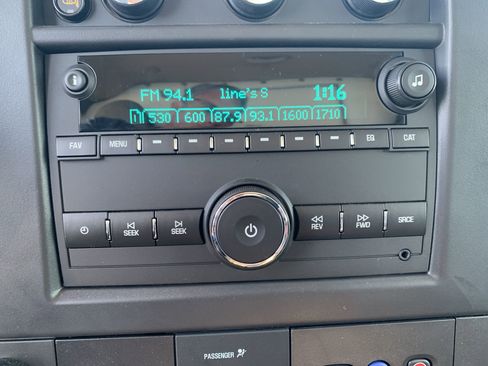 FM 94.1 line's S 1:16
1 530 600 87.9 93.1 1600 1710
FAV MENU EQ CAT
SEEK SEEK REV FWD SRCE
PASSENGER